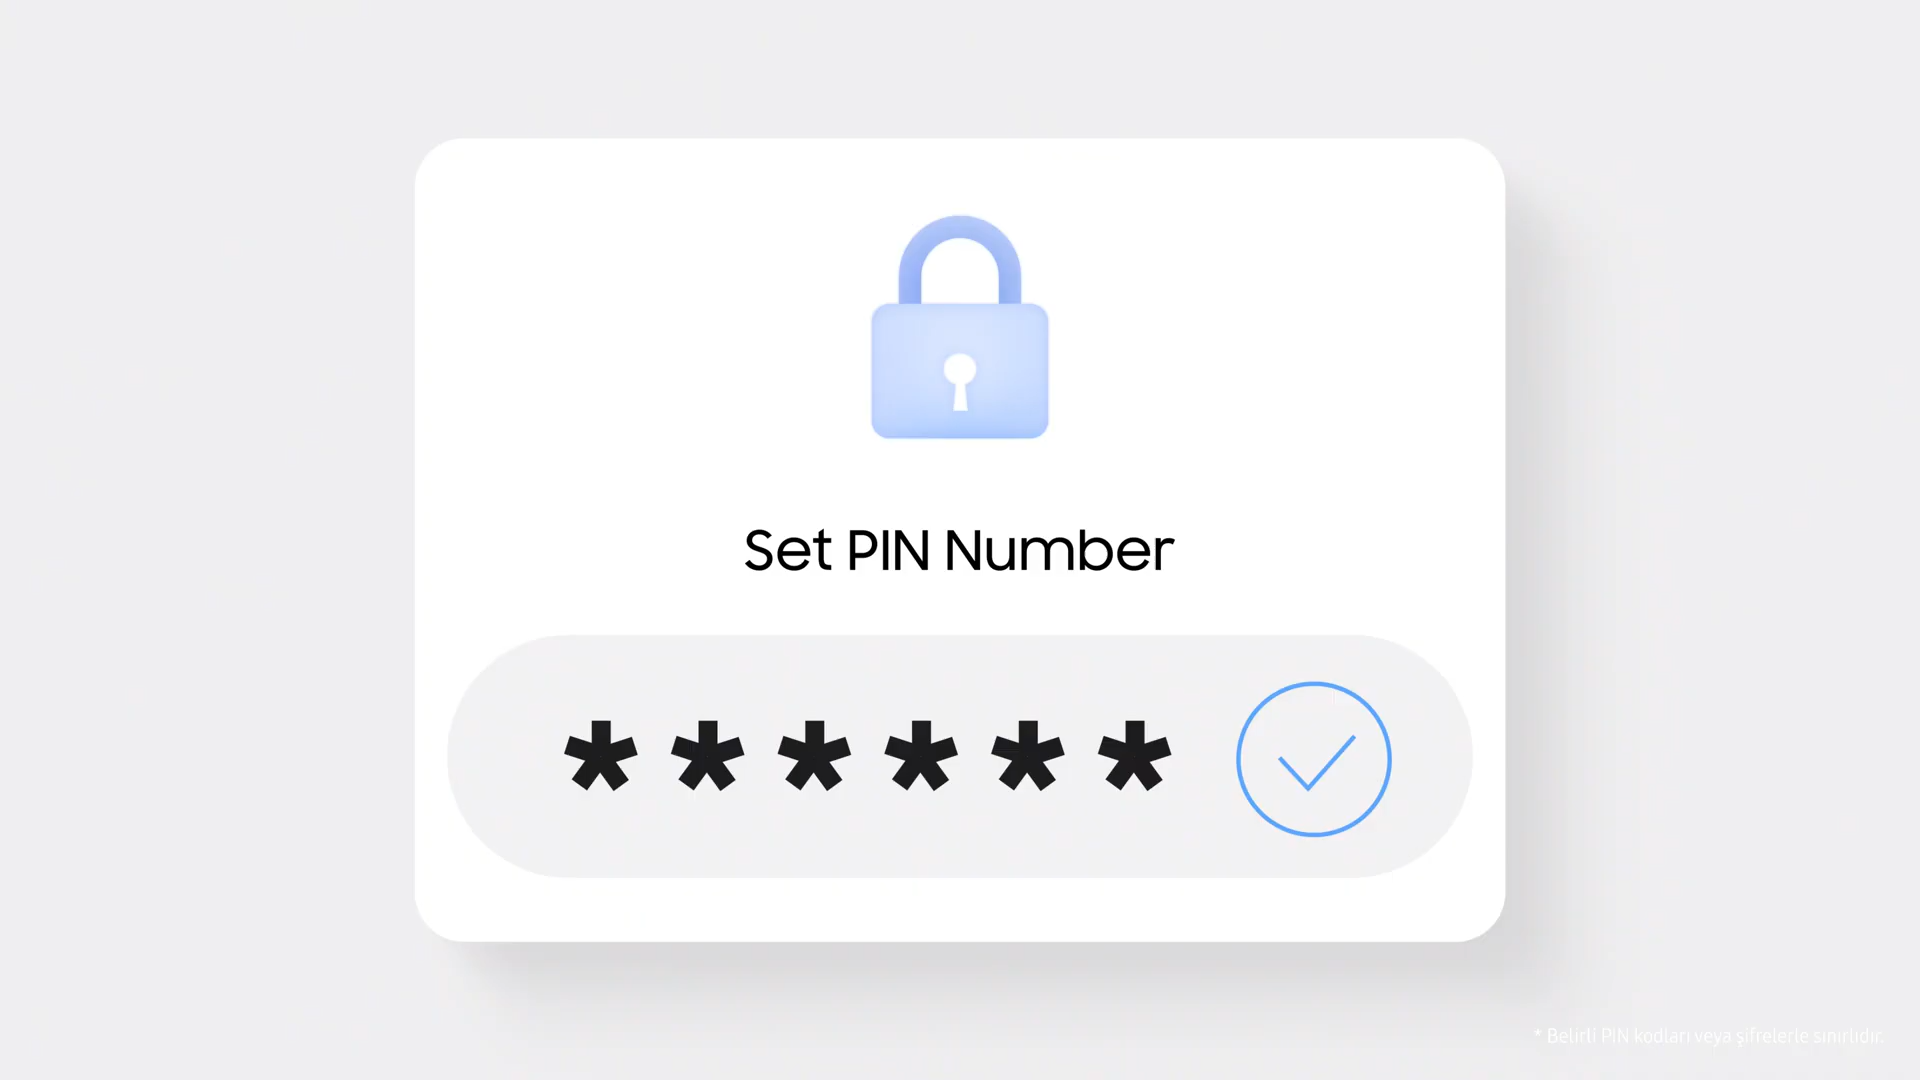 Set PIN Number
******
* Belirli PIN kodları veya şifrelerle sınırlıdır.